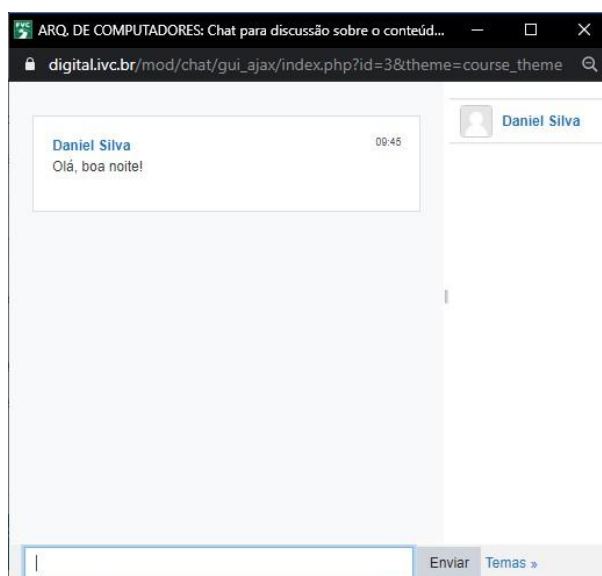 FVC ARQ. DE COMPUTADORES: Chat para discussão sobre o conteúd...
digital.ivc.br/mod/chat/gui_ajax/index.php?id=3&theme=course_theme
Daniel Silva 09:45
Olá, boa noite!
Daniel Silva
Enviar Temas »